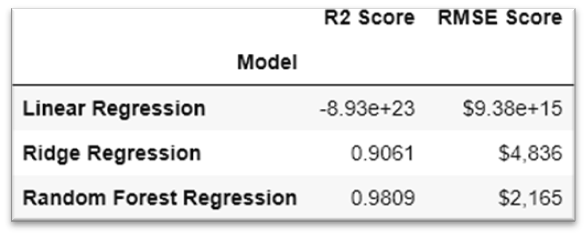 R2 Score RMSE Score
Model
Linear Regression -8.93e+23 $9.38e+15
Ridge Regression 0.9061 $4,836
Random Forest Regression 0.9809 $2,165